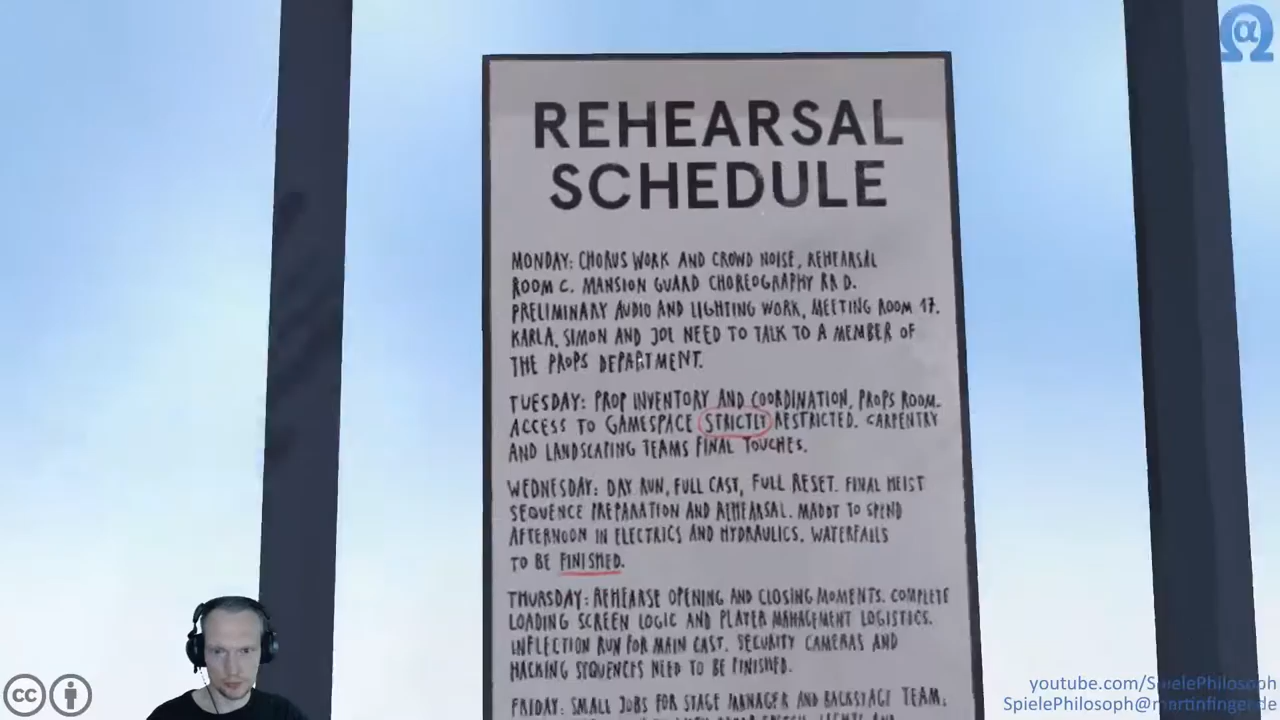 REHEARSAL
SCHEDULE
MONDAY: CHORUS WORK AND CROWD NOISE, REHEARSAL
ROOM C. MANSION GUARD CHOREOGRAPHY RR D.
PRELIMINARY AUDIO AND LIGHTING WORK, MEETING ROOM 17.
KARLA, SIMON AND JOE NEED TO TALK TO A MEMBER OF
THE PROPS DEPARTMENT.
TUESDAY: PROP INVENTORY AND COORDINATION, PROPS ROOM.
ACCESS TO GAMESPACE STRICTLY RESTRICTED. CARPENTRY
AND LANDSCAPING TEAMS FINAL TOUCHES.
WEDNESDAY: DAY RUN, FULL CAST, FULL RESET. FINAL HEIST
SEQUENCE PREPARATION AND REHEARSAL. MADDY TO SPEND
AFTERNOON IN ELECTRICS AND HYDRAULICS. WATERFALLS
TO BE FINISHED.
THURSDAY: REHEARSE OPENING AND CLOSING MOMENTS. COMPLETE
LOADING SCREEN LOGIC AND PLAYER MANAGEMENT LOGISTICS.
INFLECTION RUN FOR MAIN CAST. SECURITY CAMERAS AND
HACKING SEQUENCES NEED TO BE FINISHED.
FRIDAY: SMALL JOBS FOR STAGE MANAGER AND BACKSTAGE TEAM.
cc
youtube.com/SpielePhilosoph
SpielePhilosoph@martinfinger.de